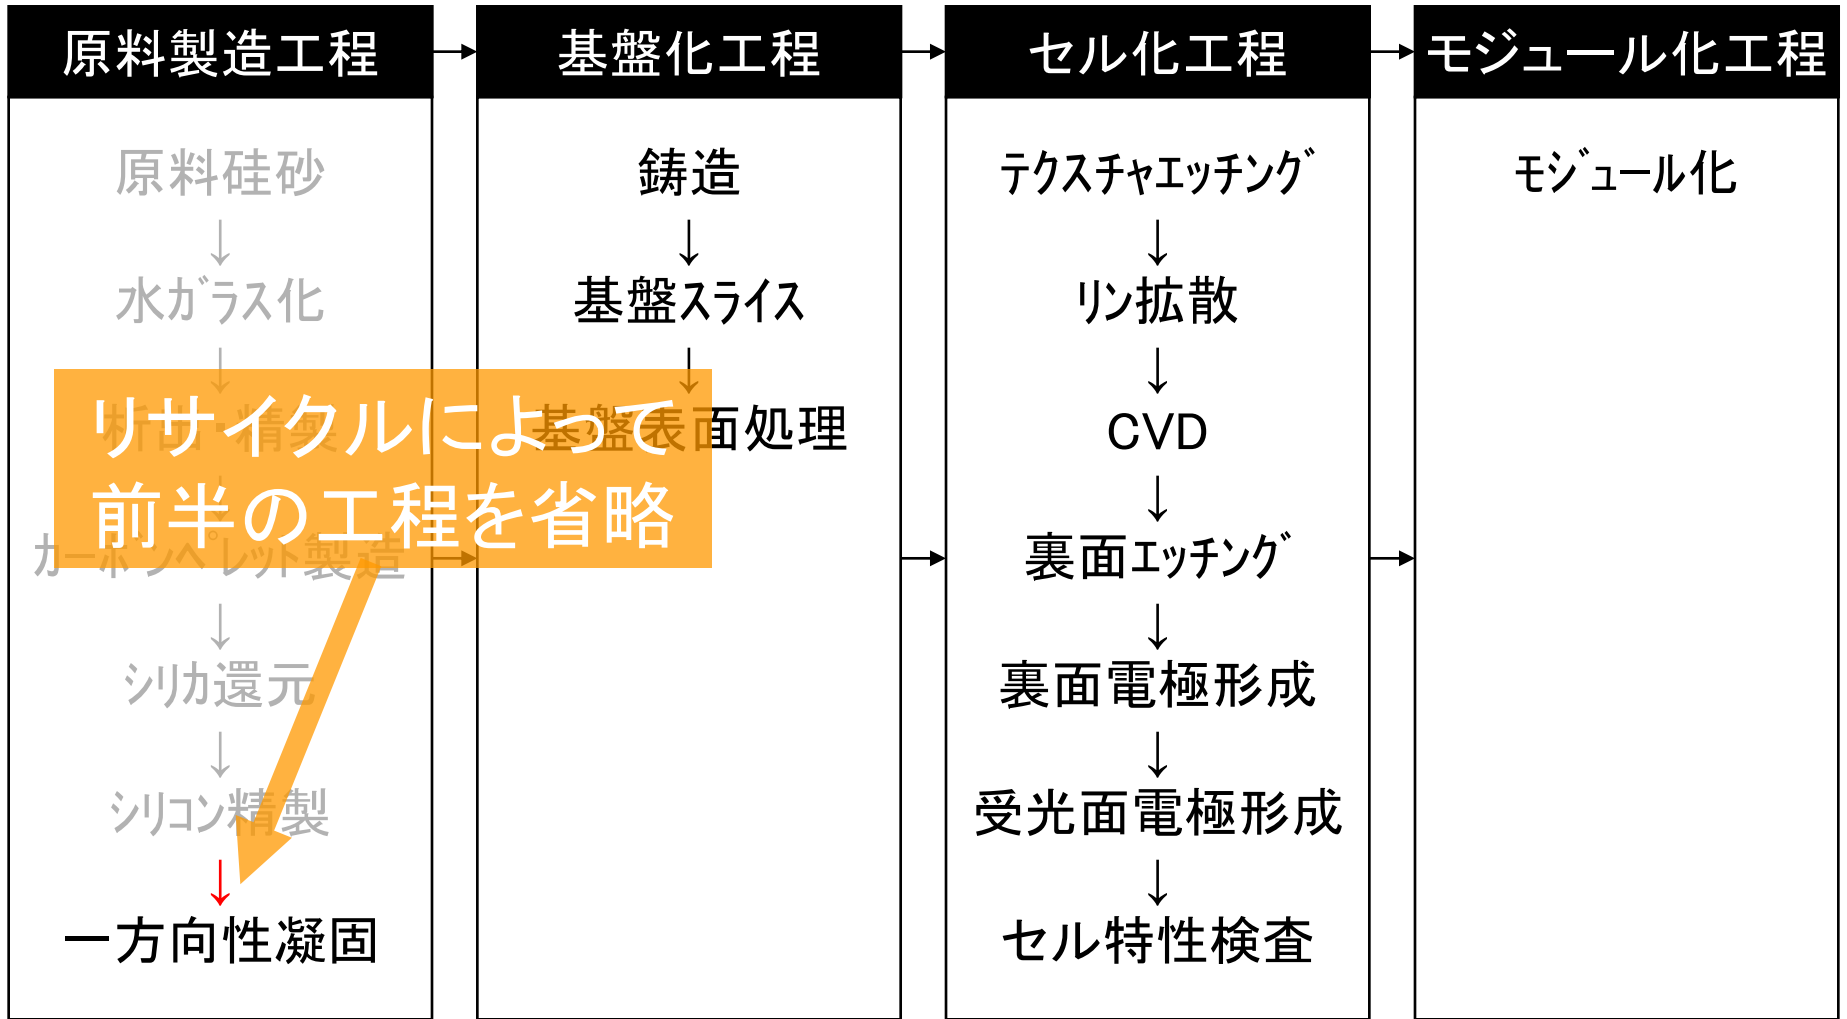 原料製造工程
原料硅砂
↓
水ｶﾞﾗｽ化
↓
析出・精製
↓
ｶｰﾎﾞﾝﾍﾟﾚｯﾄ製造
↓
ｼﾘｶ還元
↓
ｼﾘｺﾝ精製
↓
一方向性凝固
リサイクルによって
前半の工程を省略
基盤化工程
鋳造
↓
基盤ｽﾗｲｽ
↓
基盤表面処理
セル化工程
ﾃｸｽﾁｬｴｯﾁﾝｸﾞ
↓
ﾘﾝ拡散
↓
CVD
↓
裏面ｴｯﾁﾝｸﾞ
↓
裏面電極形成
↓
受光面電極形成
↓
セル特性検査
モジュール化工程
ﾓｼﾞｭｰﾙ化